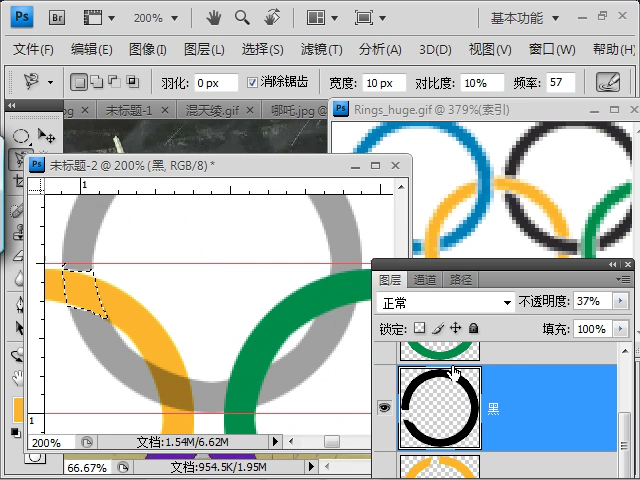 Ps Br 200% 基本功能
文件(F) 编辑(E) 图像(I) 图层(L) 选择(S) 滤镜(T) 分析(A) 3D(D) 视图(V) 窗口(W) 帮助(H)
羽化: 0 px 消除锯齿 宽度: 10 px 对比度: 10% 频率: 57
pg × 未标题-1 × 混天绫.gif × 哪吒.jpg @
Ps Rings_huge.gif @ 379%(索引)
Ps 未标题-2 @ 200% (黑, RGB/8) *
1
图层 通道 路径
正常 不透明度: 37%
锁定: 填充: 100%
黑
1
200% 文档:1.54M/6.62M
66.67% 文档:954.5K/1.95M